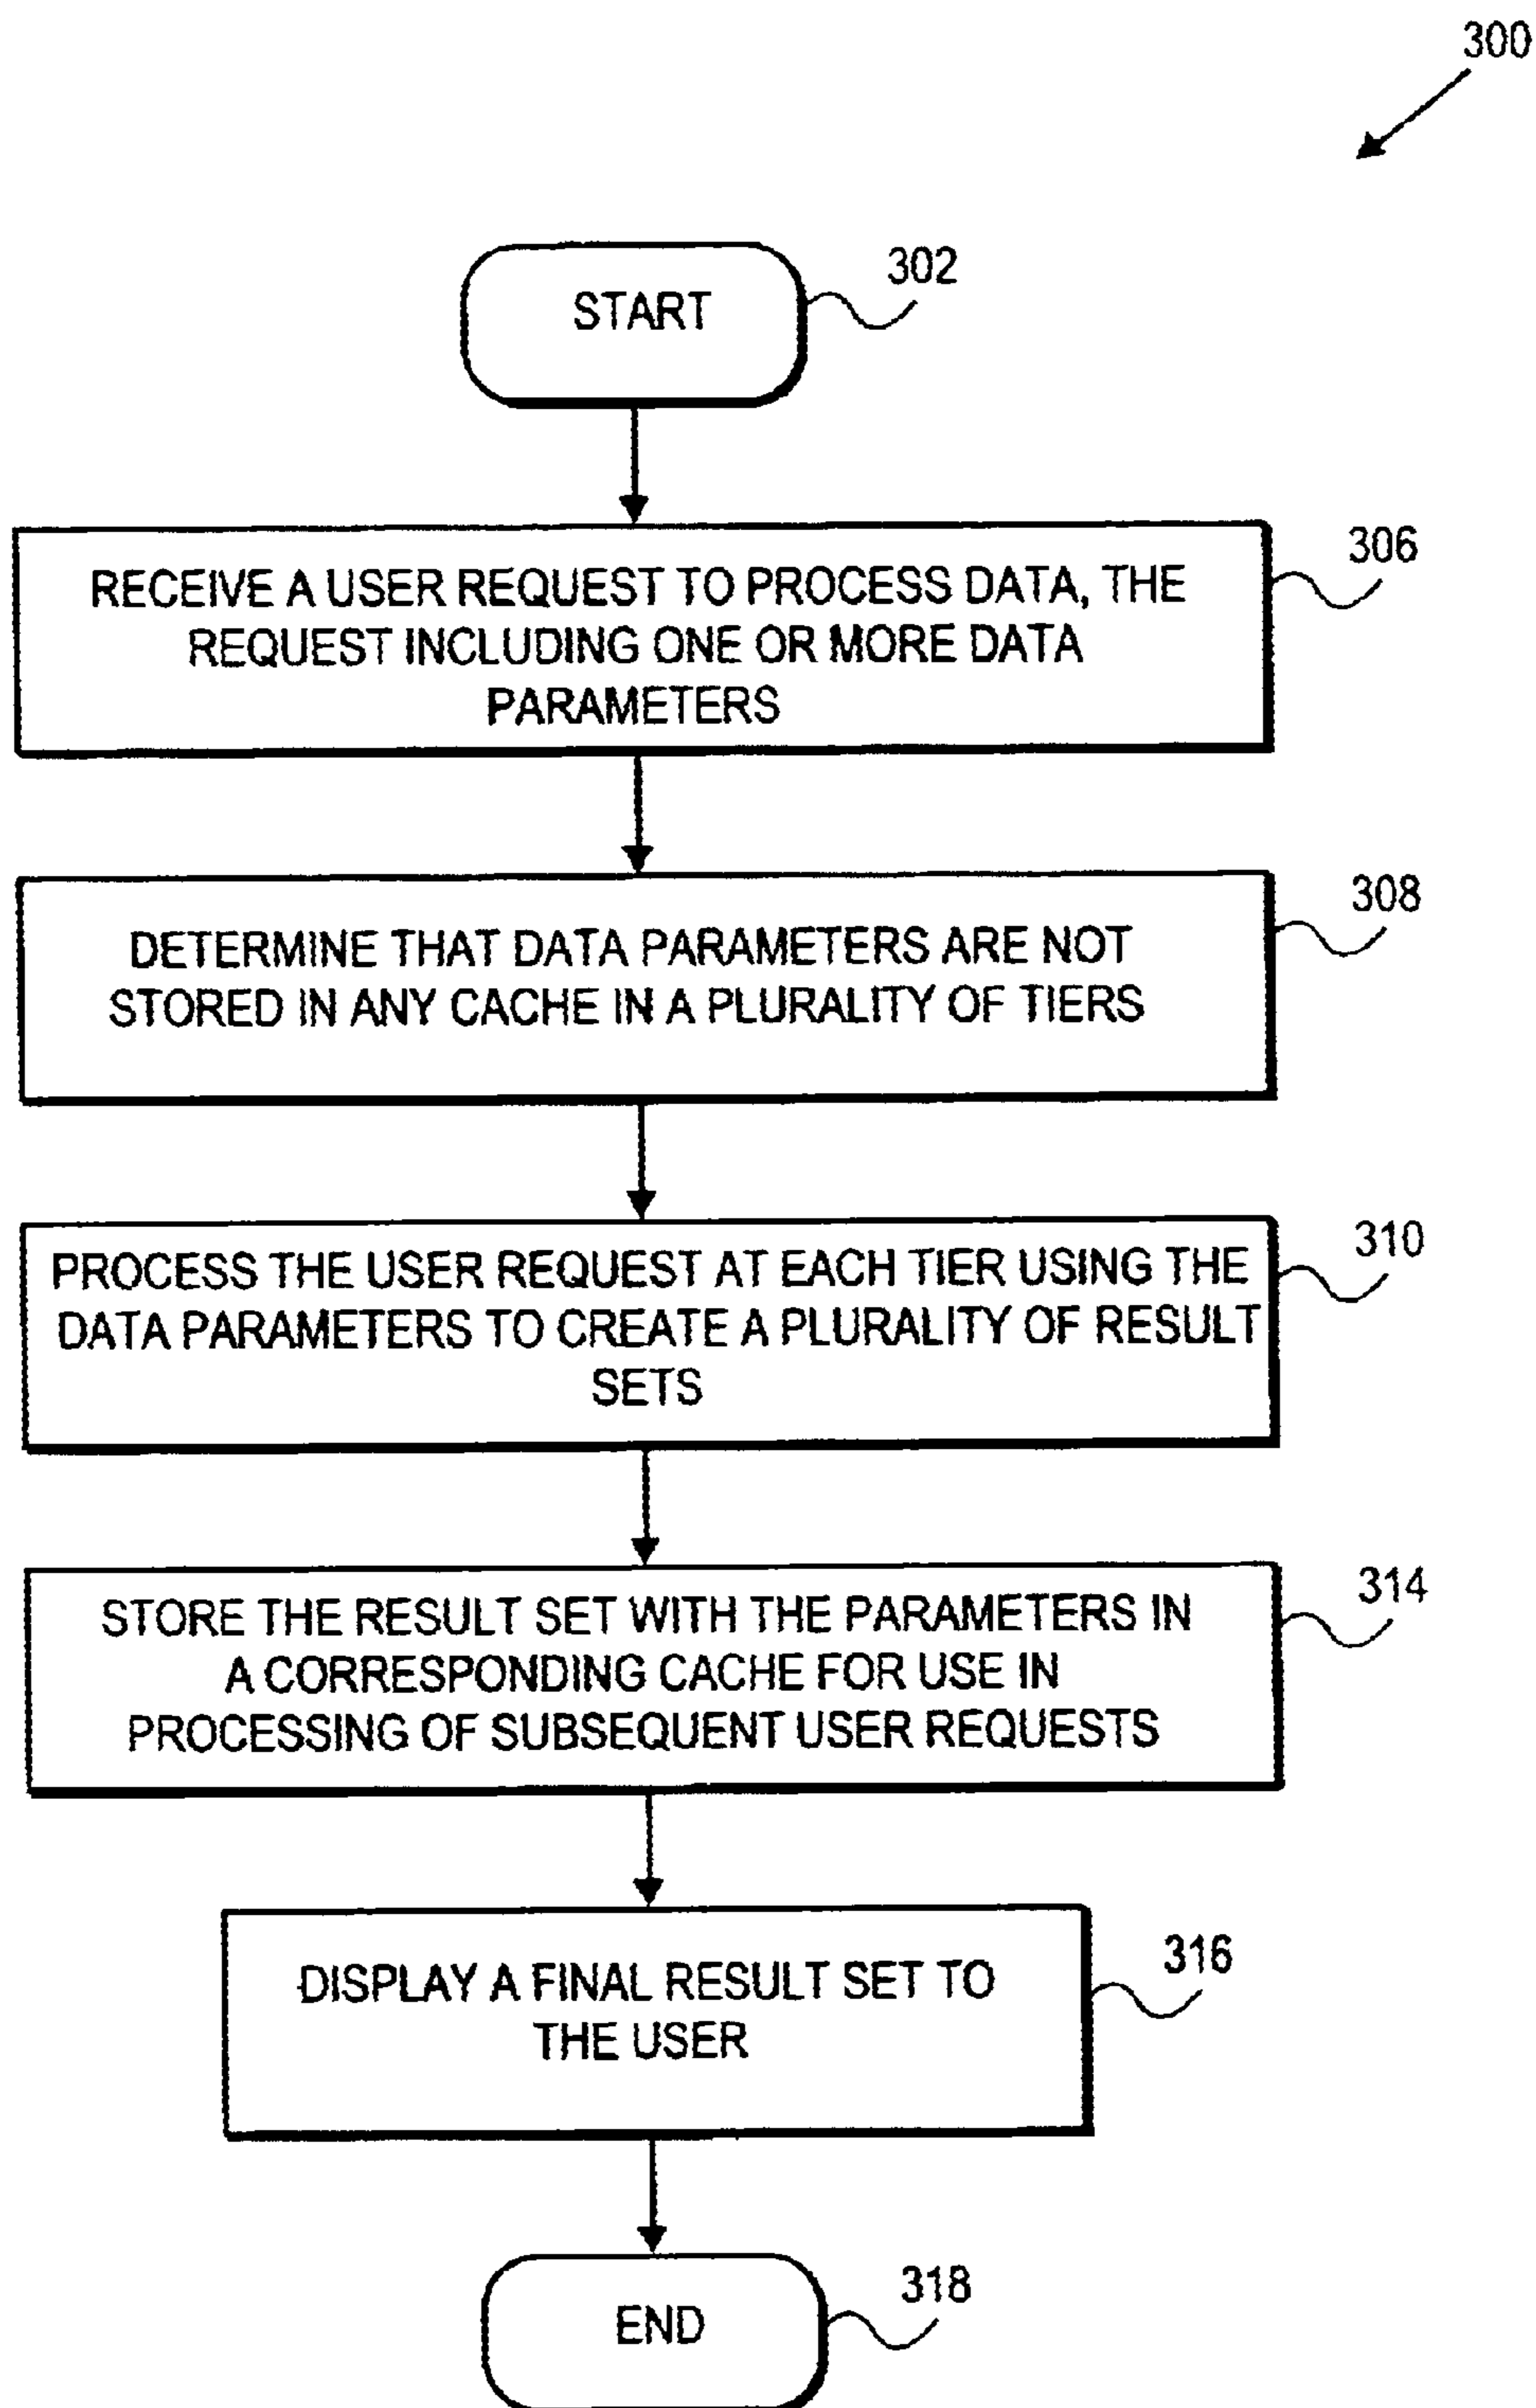 300
START
302
RECEIVE A USER REQUEST TO PROCESS DATA, THE
REQUEST INCLUDING ONE OR MORE DATA
PARAMETERS
306
DETERMINE THAT DATA PARAMETERS ARE NOT
STORED IN ANY CACHE IN A PLURALITY OF TIERS
308
PROCESS THE USER REQUEST AT EACH TIER USING THE
DATA PARAMETERS TO CREATE A PLURALITY OF RESULT
SETS
310
STORE THE RESULT SET WITH THE PARAMETERS IN
A CORRESPONDING CACHE FOR USE IN
PROCESSING OF SUBSEQUENT USER REQUESTS
314
DISPLAY A FINAL RESULT SET TO
THE USER
316
END
318